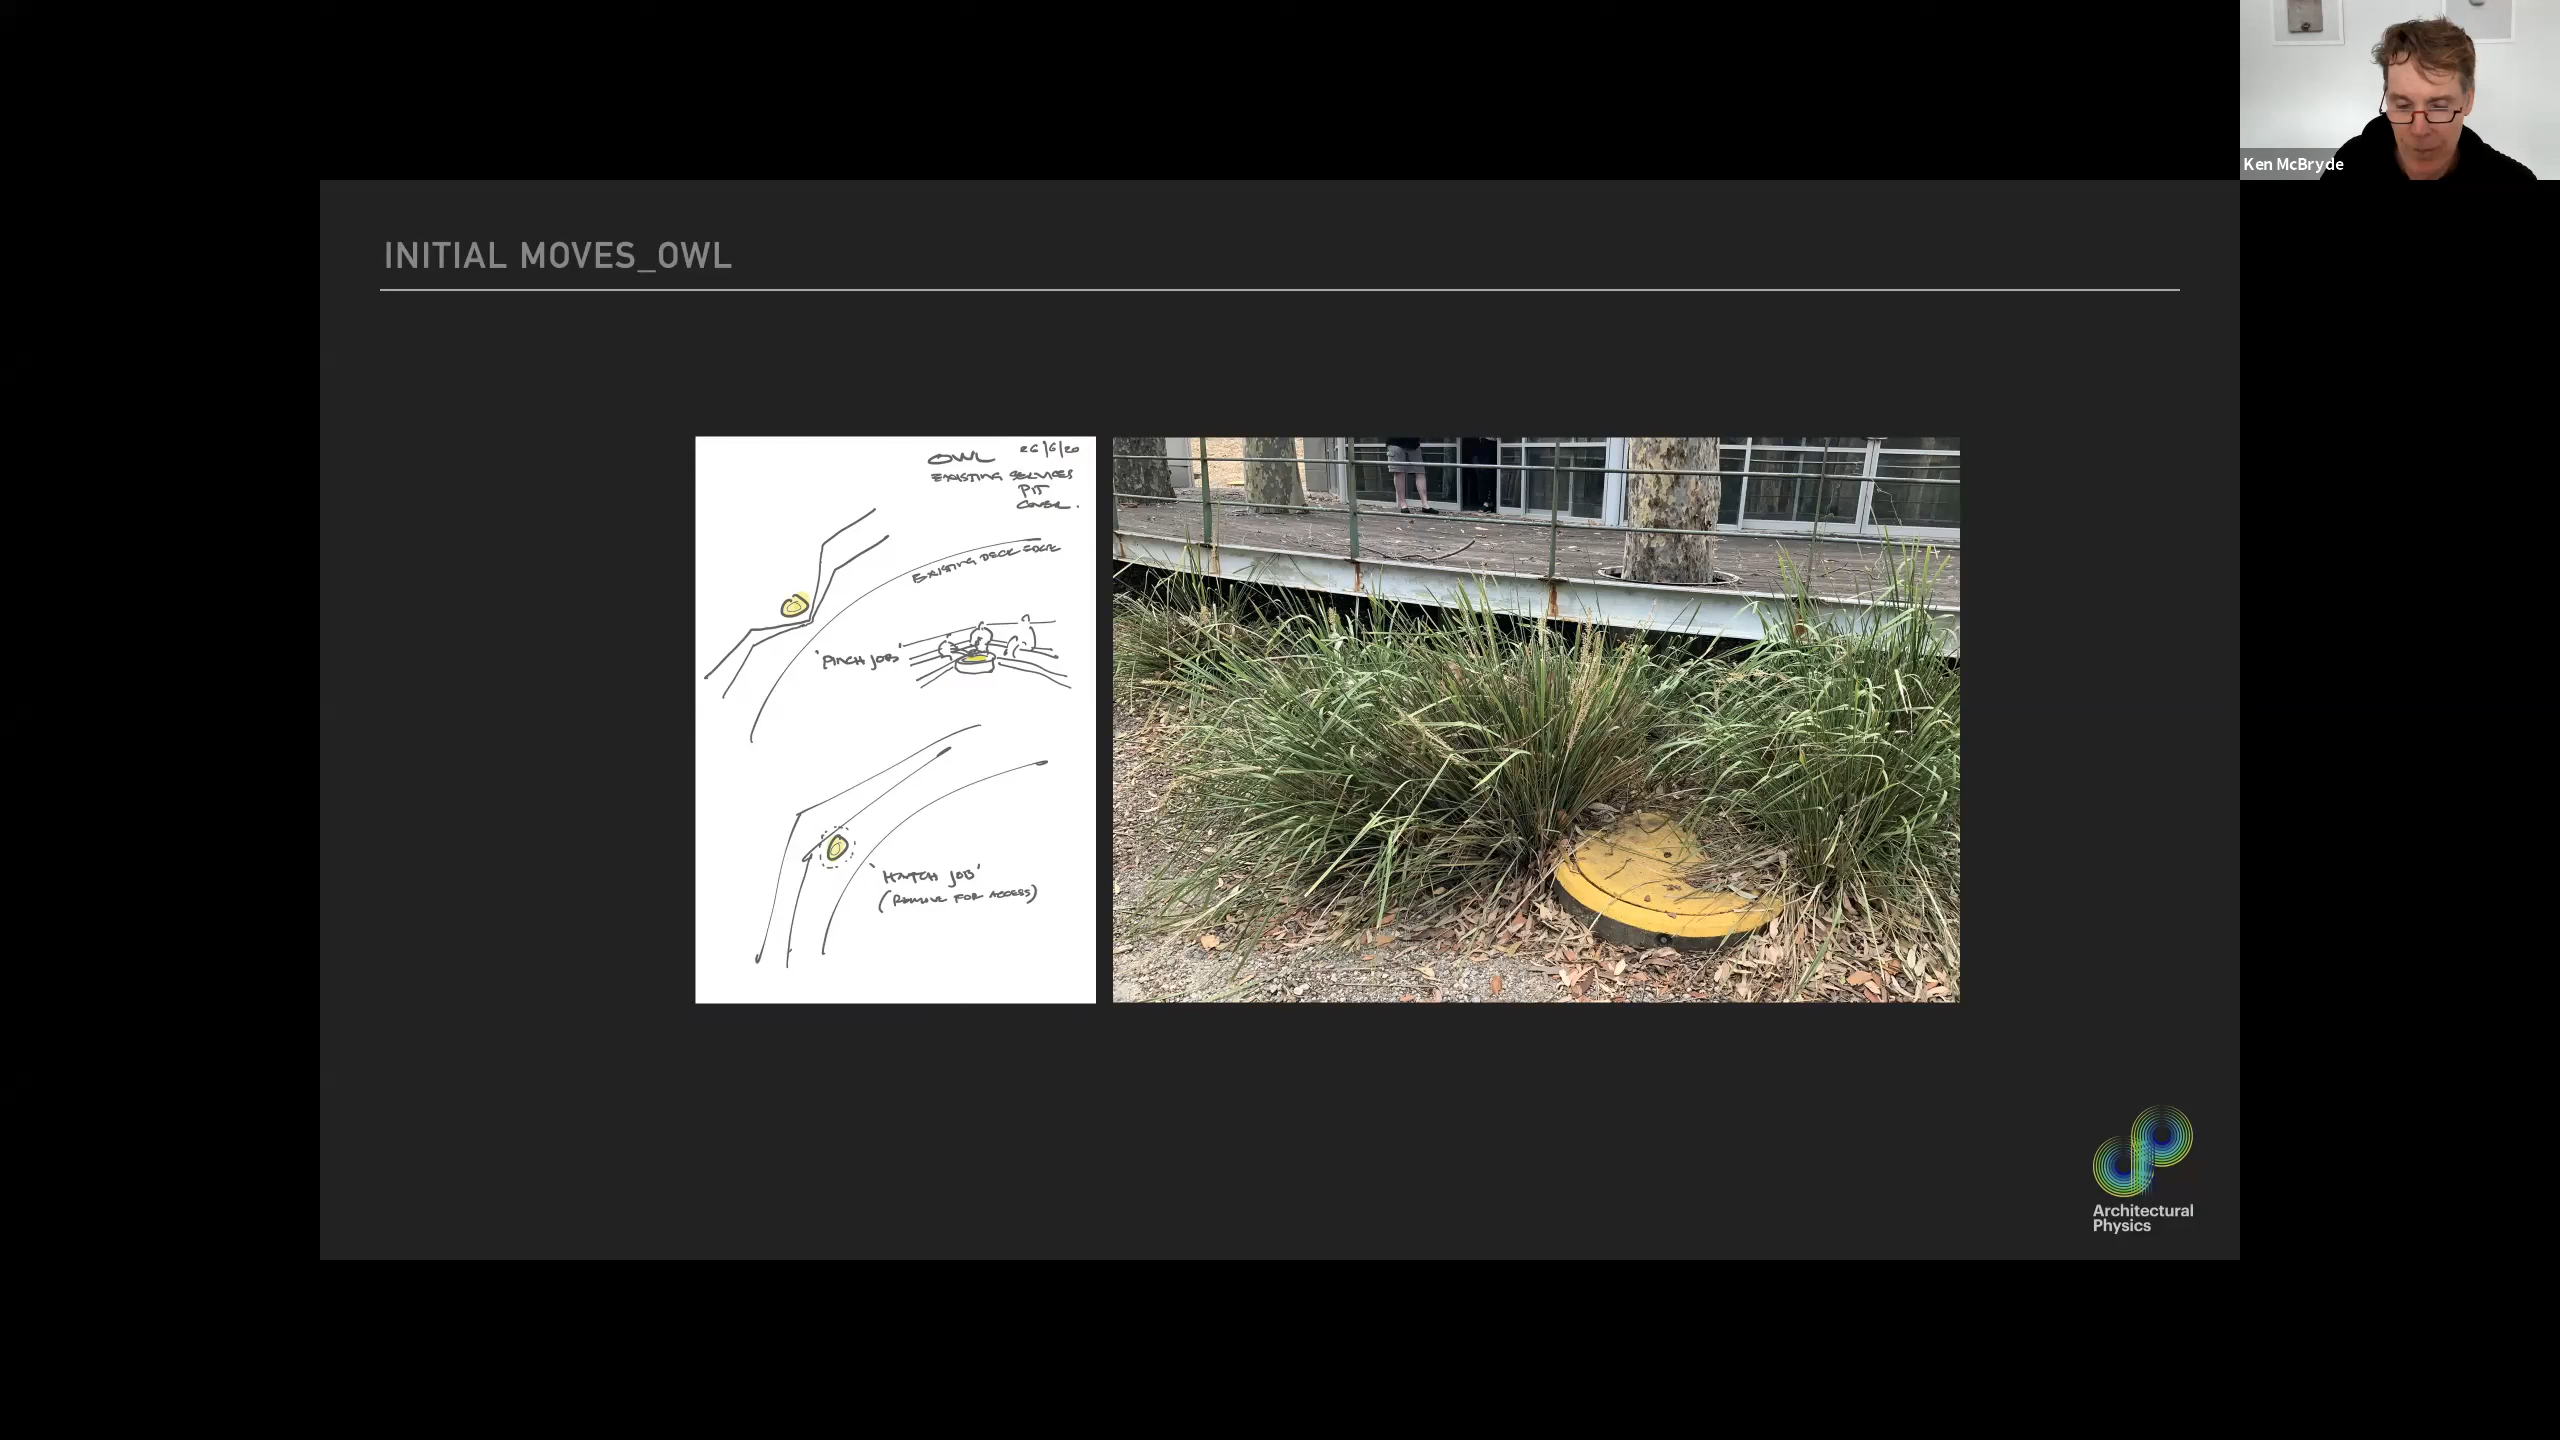 Ken McBryde
INITIAL MOVES_OWL
OWL 26/6/20
EXISTING SERVICES
PIT
COVER.
EXISTING DECK EDGE
'PINCH JOB'
'HATCH JOB'
(REMOVE FOR ACCESS)
Architectural
Physics